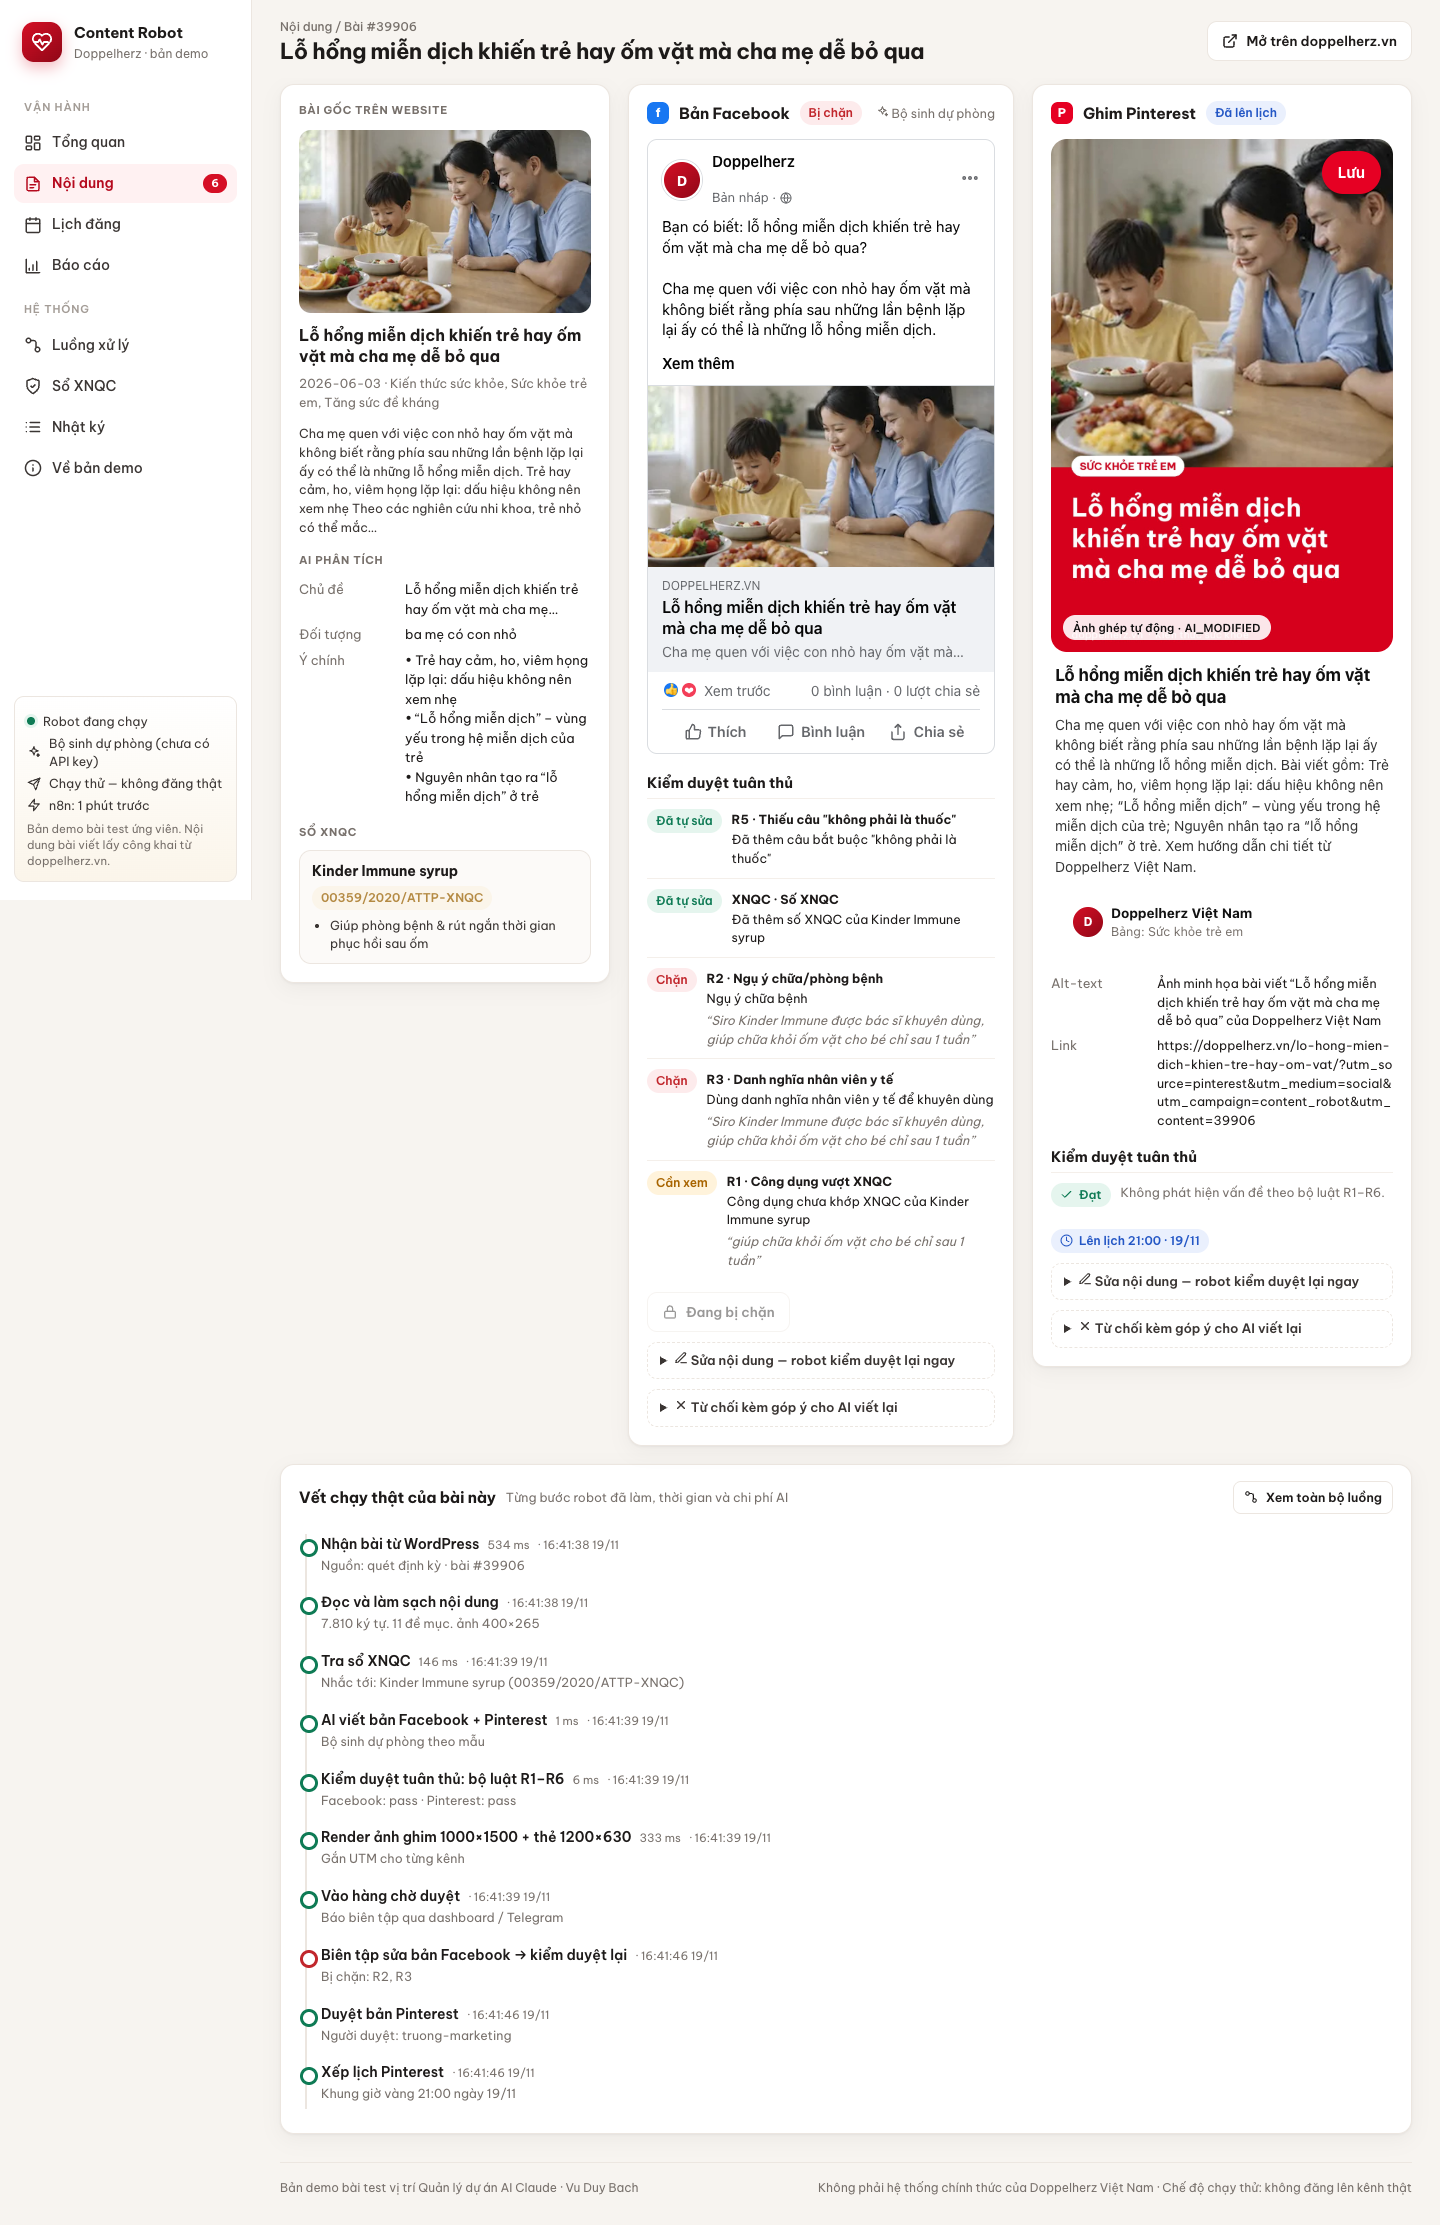 Content Robot
Doppelherz · bản demo
VẬN HÀNH
Tổng quan
Nội dung
6
Lịch đăng
Báo cáo
HỆ THỐNG
Luồng xử lý
Sổ XNQC
Nhật ký
Về bản demo
Robot đang chạy
Bộ sinh dự phòng (chưa có
API key)
Chạy thử — không đăng thật
n8n: 1 phút trước
Bản demo bài test ứng viên. Nội
dung bài viết lấy công khai từ
doppelherz.vn.
Nội dung / Bài #39906
Lỗ hổng miễn dịch khiến trẻ hay ốm vặt mà cha mẹ dễ bỏ qua
Mở trên doppelherz.vn
BÀI GỐC TRÊN WEBSITE
Lỗ hổng miễn dịch khiến trẻ hay ốm
vặt mà cha mẹ dễ bỏ qua
2026-06-03 · Kiến thức sức khỏe, Sức khỏe trẻ
em, Tăng sức đề kháng
Cha mẹ quen với việc con nhỏ hay ốm vặt mà
không biết rằng phía sau những lần bệnh lặp lại
ấy có thể là những lỗ hổng miễn dịch. Trẻ hay
cảm, ho, viêm họng lặp lại: dấu hiệu không nên
xem nhẹ Theo các nghiên cứu nhi khoa, trẻ nhỏ
có thể mắc...
AI PHÂN TÍCH
Chủ đề
Lỗ hổng miễn dịch khiến trẻ
hay ốm vặt mà cha mẹ...
Đối tượng
ba mẹ có con nhỏ
Ý chính
• Trẻ hay cảm, ho, viêm họng
lặp lại: dấu hiệu không nên
xem nhẹ
• “Lỗ hổng miễn dịch” – vùng
yếu trong hệ miễn dịch của
trẻ
• Nguyên nhân tạo ra “lỗ
hổng miễn dịch” ở trẻ
SỔ XNQC
Kinder Immune syrup
00359/2020/ATTP-XNQC
• Giúp phòng bệnh & rút ngắn thời gian
phục hồi sau ốm
f
Bản Facebook
Bị chặn
Bộ sinh dự phòng
D
Doppelherz
Bản nháp ·
Bạn có biết: lỗ hổng miễn dịch khiến trẻ hay
ốm vặt mà cha mẹ dễ bỏ qua?
Cha mẹ quen với việc con nhỏ hay ốm vặt mà
không biết rằng phía sau những lần bệnh lặp
lại ấy có thể là những lỗ hổng miễn dịch.
Xem thêm
DOPPELHERZ.VN
Lỗ hổng miễn dịch khiến trẻ hay ốm vặt
mà cha mẹ dễ bỏ qua
Cha mẹ quen với việc con nhỏ hay ốm vặt mà...
Xem trước
0 bình luận · 0 lượt chia sẻ
Thích
Bình luận
Chia sẻ
Kiểm duyệt tuân thủ
Đã tự sửa
R5 · Thiếu câu "không phải là thuốc"
Đã thêm câu bắt buộc "không phải là
thuốc"
Đã tự sửa
XNQC · Số XNQC
Đã thêm số XNQC của Kinder Immune
syrup
Chặn
R2 · Ngụ ý chữa/phòng bệnh
Ngụ ý chữa bệnh
“Siro Kinder Immune được bác sĩ khuyên dùng,
giúp chữa khỏi ốm vặt cho bé chỉ sau 1 tuần”
Chặn
R3 · Danh nghĩa nhân viên y tế
Dùng danh nghĩa nhân viên y tế để khuyên dùng
“Siro Kinder Immune được bác sĩ khuyên dùng,
giúp chữa khỏi ốm vặt cho bé chỉ sau 1 tuần”
Cần xem
R1 · Công dụng vượt XNQC
Công dụng chưa khớp XNQC của Kinder
Immune syrup
“giúp chữa khỏi ốm vặt cho bé chỉ sau 1
tuần”
Đang bị chặn
Sửa nội dung — robot kiểm duyệt lại ngay
Từ chối kèm góp ý cho AI viết lại
P
Ghim Pinterest
Đã lên lịch
Lưu
SỨC KHỎE TRẺ EM
Lỗ hổng miễn dịch
khiến trẻ hay ốm vặt
mà cha mẹ dễ bỏ qua
Ảnh ghép tự động · AI_MODIFIED
Lỗ hổng miễn dịch khiến trẻ hay ốm vặt
mà cha mẹ dễ bỏ qua
Cha mẹ quen với việc con nhỏ hay ốm vặt mà
không biết rằng phía sau những lần bệnh lặp lại ấy
có thể là những lỗ hổng miễn dịch. Bài viết gồm: Trẻ
hay cảm, ho, viêm họng lặp lại: dấu hiệu không nên
xem nhẹ; “Lỗ hổng miễn dịch” – vùng yếu trong hệ
miễn dịch của trẻ; Nguyên nhân tạo ra “lỗ hổng
miễn dịch” ở trẻ. Xem hướng dẫn chi tiết từ
Doppelherz Việt Nam.
D
Doppelherz Việt Nam
Bảng: Sức khỏe trẻ em
Alt-text
Ảnh minh họa bài viết “Lỗ hổng miễn
dịch khiến trẻ hay ốm vặt mà cha mẹ
dễ bỏ qua” của Doppelherz Việt Nam
Link
https://doppelherz.vn/lo-hong-mien-
dich-khien-tre-hay-om-vat/?utm_so
urce=pinterest&utm_medium=social&
utm_campaign=content_robot&utm_
content=39906
Kiểm duyệt tuân thủ
Đạt
Không phát hiện vấn đề theo bộ luật R1–R6.
Lên lịch 21:00 · 19/11
Sửa nội dung — robot kiểm duyệt lại ngay
Từ chối kèm góp ý cho AI viết lại
Vết chạy thật của bài này
Từng bước robot đã làm, thời gian và chi phí AI
Xem toàn bộ luồng
Nhận bài từ WordPress 534 ms · 16:41:38 19/11
Nguồn: quét định kỳ · bài #39906
Đọc và làm sạch nội dung · 16:41:38 19/11
7.810 ký tự. 11 đề mục. ảnh 400×265
Tra sổ XNQC 146 ms · 16:41:39 19/11
Nhắc tới: Kinder Immune syrup (00359/2020/ATTP-XNQC)
AI viết bản Facebook + Pinterest 1 ms · 16:41:39 19/11
Bộ sinh dự phòng theo mẫu
Kiểm duyệt tuân thủ: bộ luật R1–R6 6 ms · 16:41:39 19/11
Facebook: pass · Pinterest: pass
Render ảnh ghim 1000×1500 + thẻ 1200×630 333 ms · 16:41:39 19/11
Gắn UTM cho từng kênh
Vào hàng chờ duyệt · 16:41:39 19/11
Báo biên tập qua dashboard / Telegram
Biên tập sửa bản Facebook → kiểm duyệt lại · 16:41:46 19/11
Bị chặn: R2, R3
Duyệt bản Pinterest · 16:41:46 19/11
Người duyệt: truong-marketing
Xếp lịch Pinterest · 16:41:46 19/11
Khung giờ vàng 21:00 ngày 19/11
Bản demo bài test vị trí Quản lý dự án AI Claude · Vu Duy Bach
Không phải hệ thống chính thức của Doppelherz Việt Nam · Chế độ chạy thử: không đăng lên kênh thật